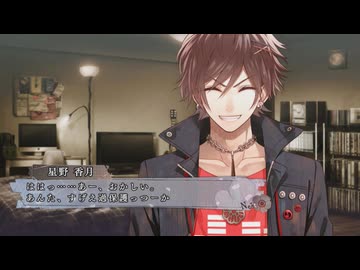 星野 香月
ははっ……あー、おかしい。
あんた、すげえ過保護っつーか